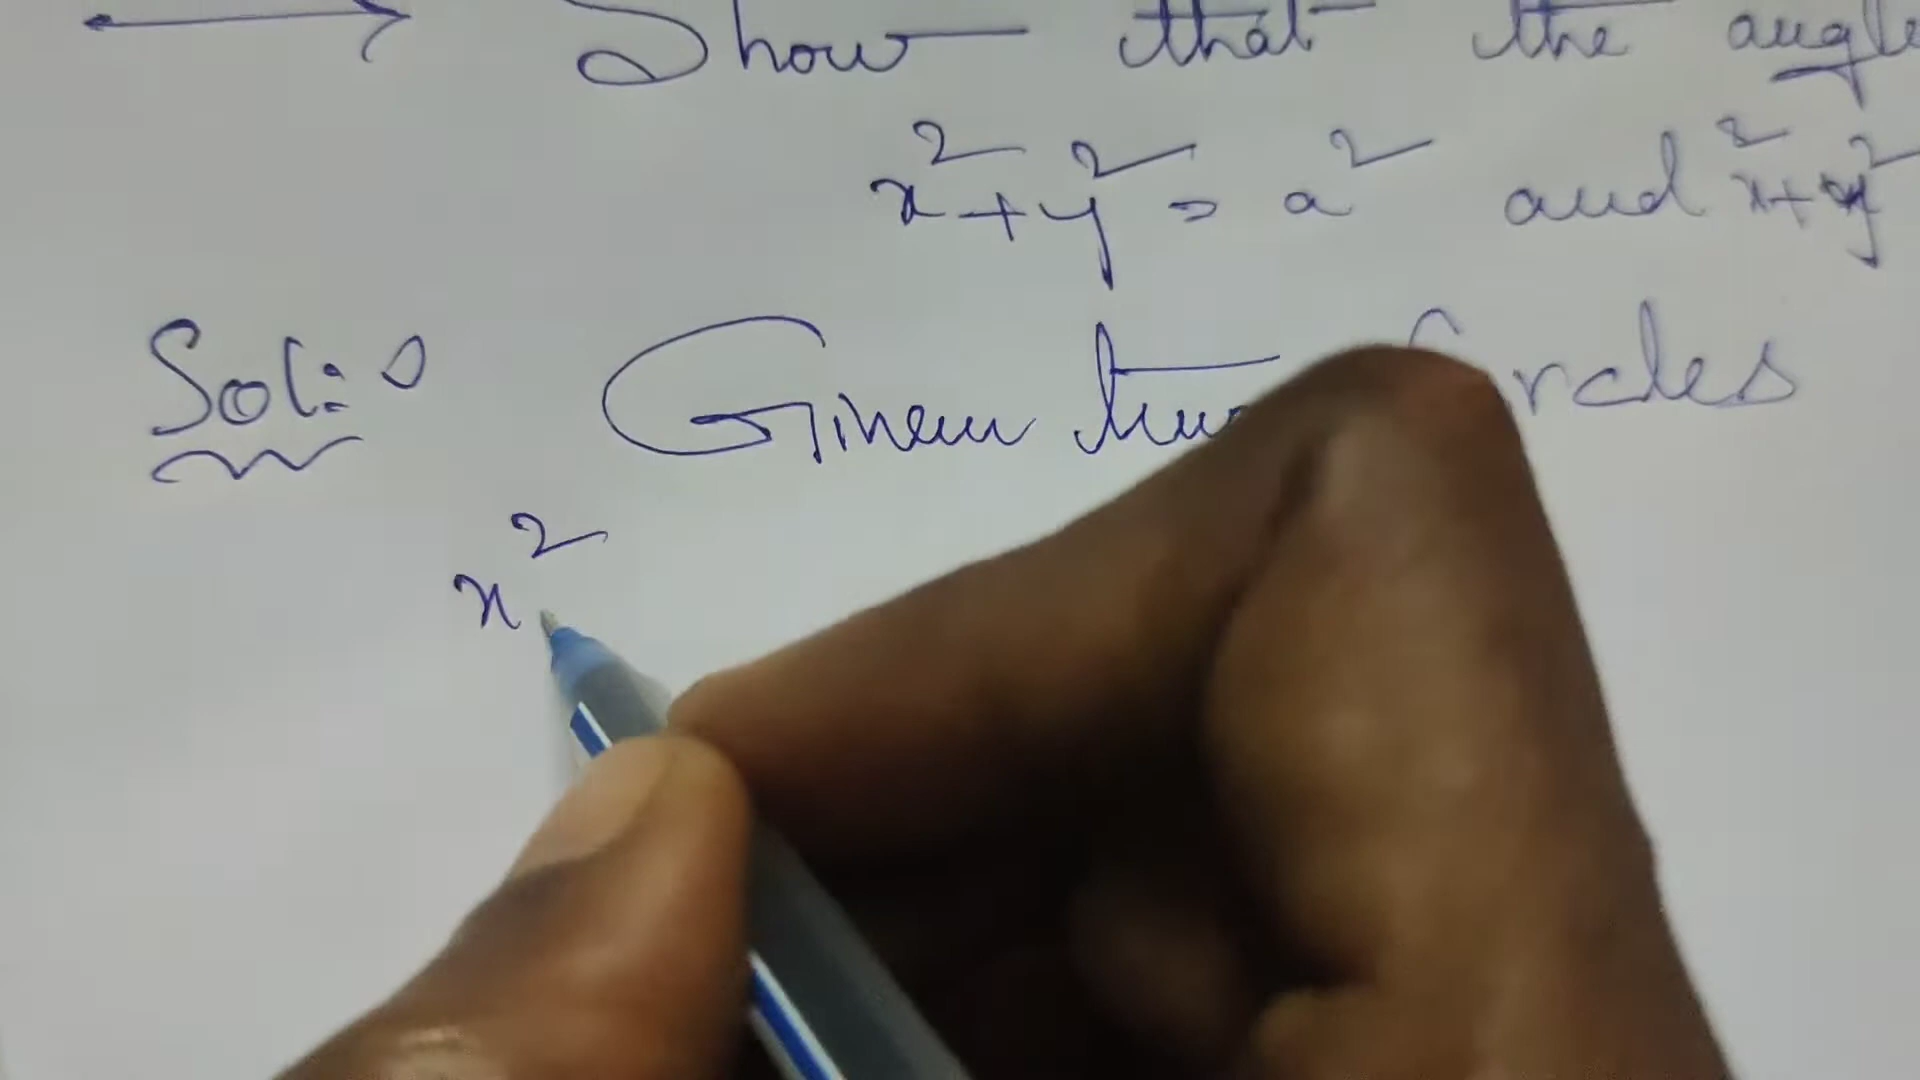 Show that the angle
x² + y² = a² and x² + y²
Sol:- Given two Circles
x²